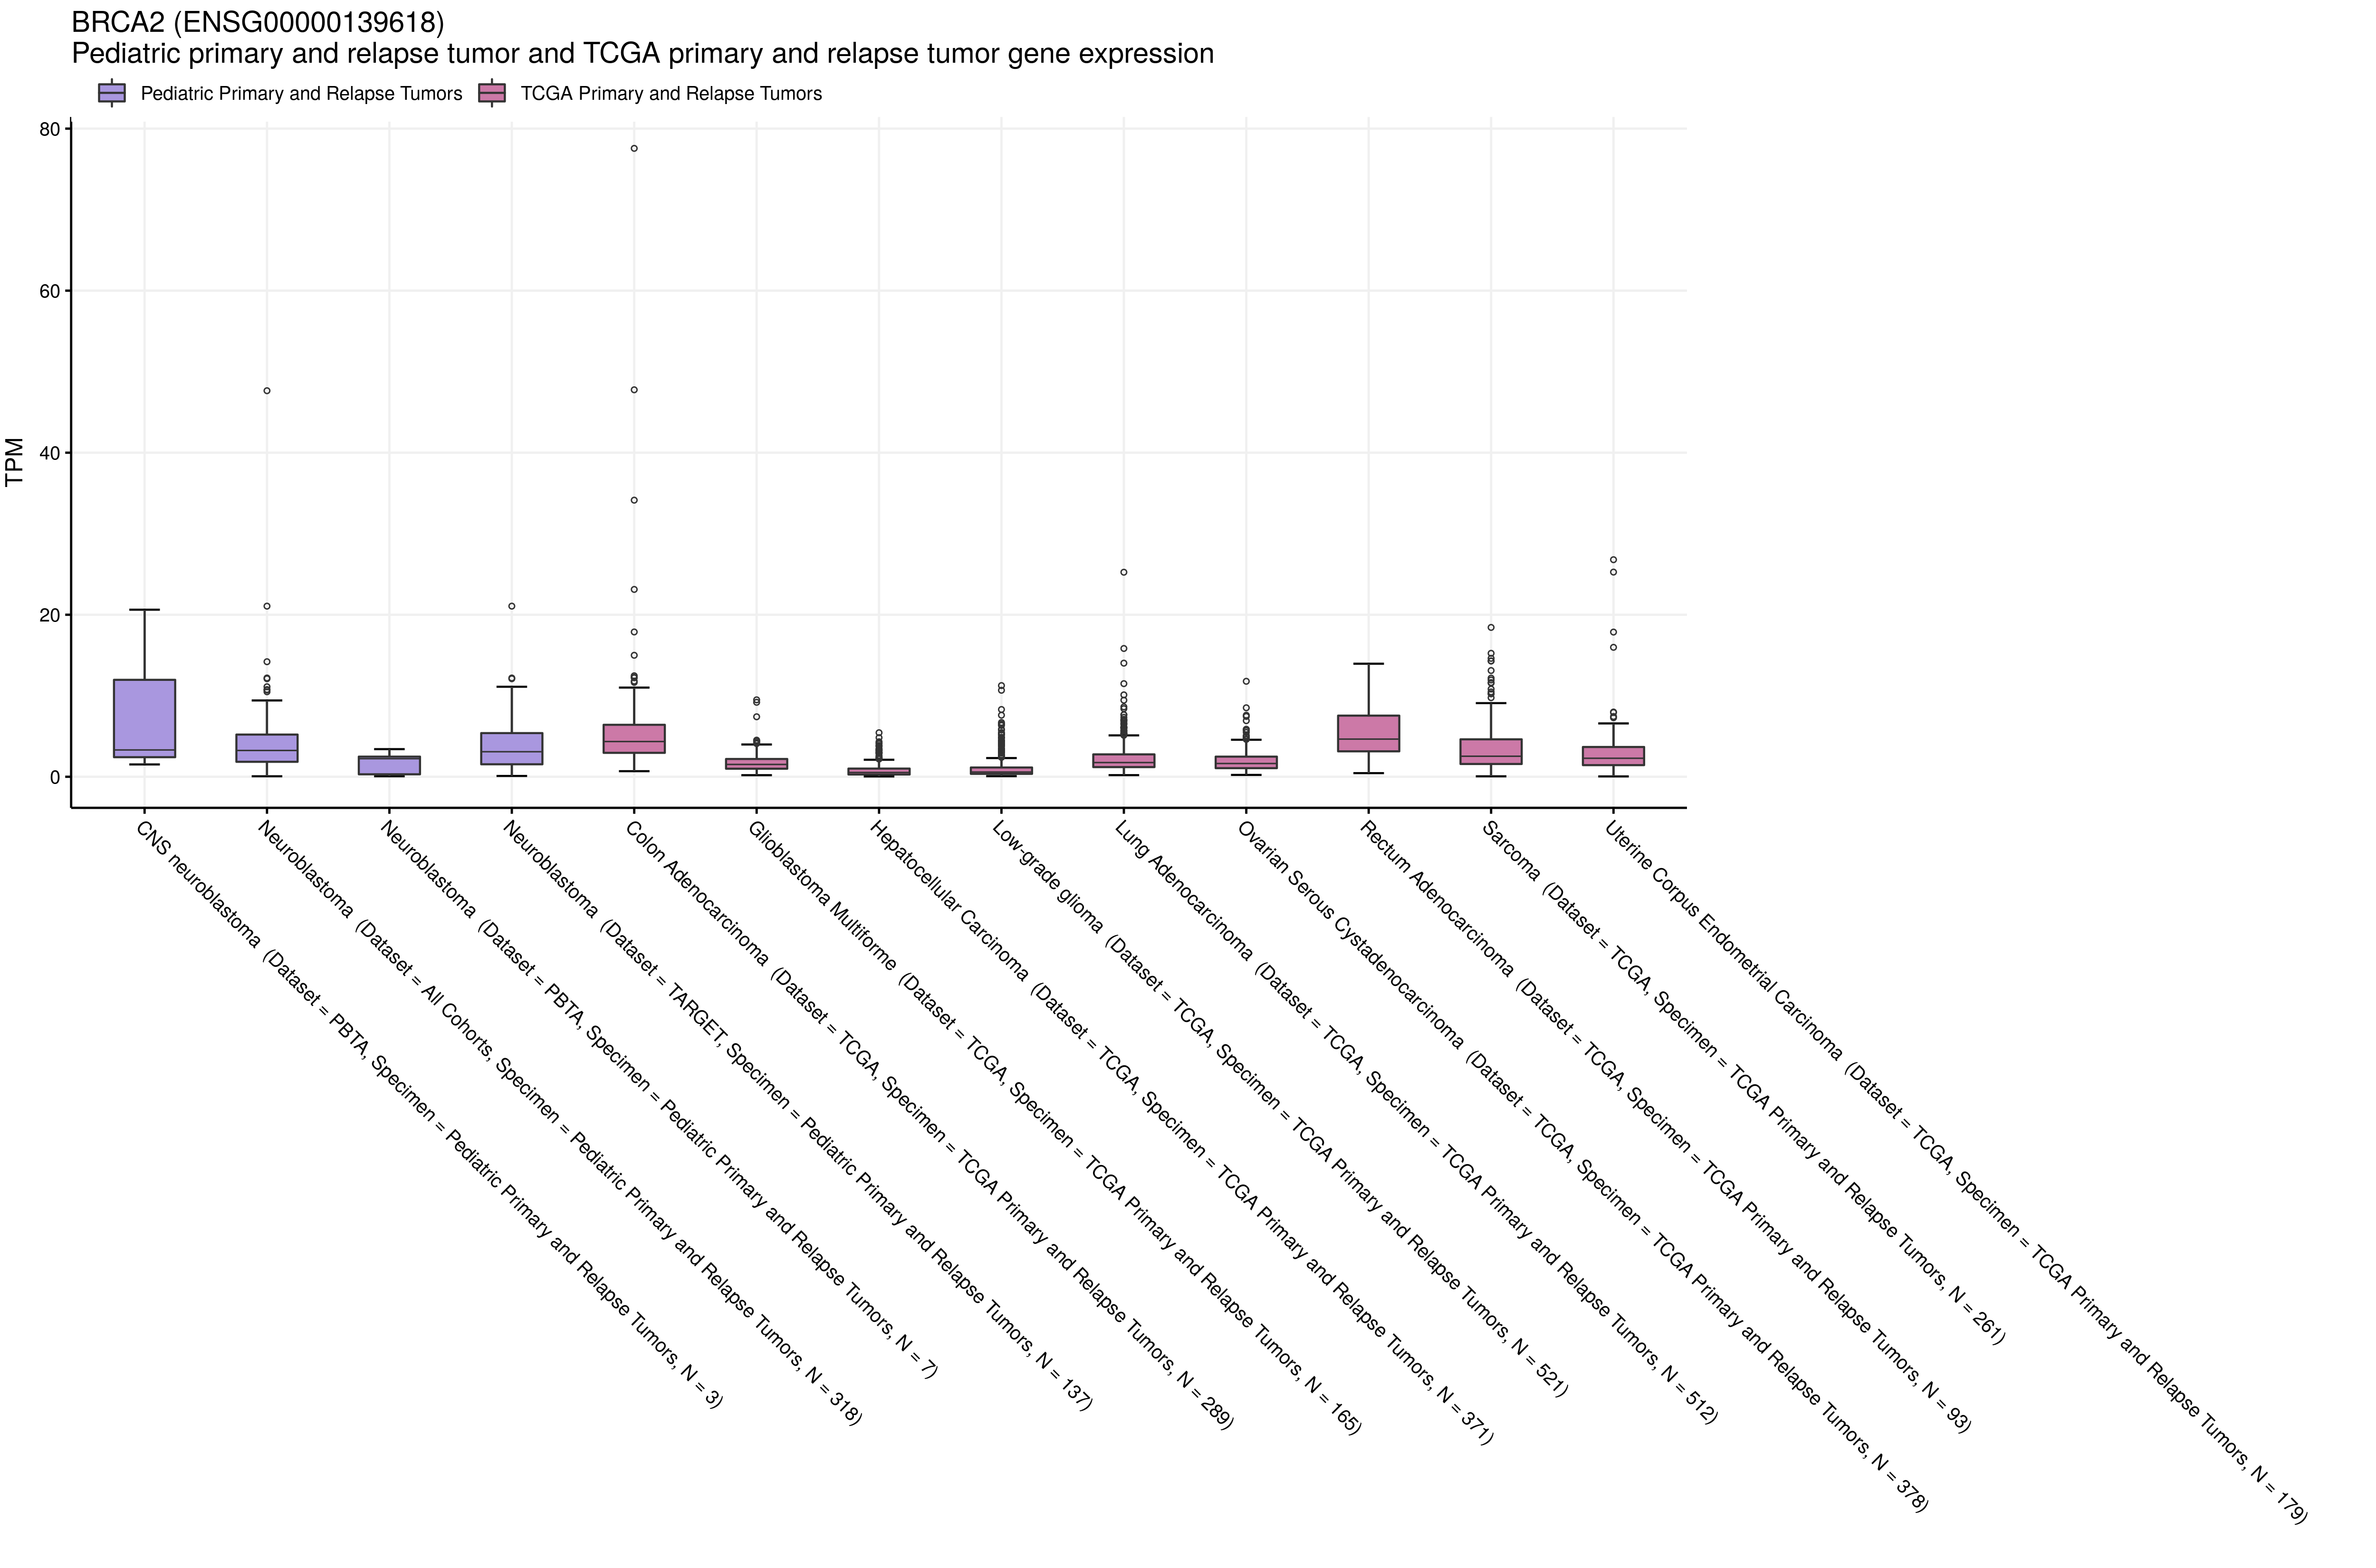 BRCA2 (ENSG00000139618)
Pediatric primary and relapse tumor and TCGA primary and relapse tumor gene expression
Pediatric Primary and Relapse Tumors
TCGA Primary and Relapse Tumors
TPM
80
60
40
20
0
CNS neuroblastoma (Dataset = PBTA, Specimen = Pediatric Primary and Relapse Tumors, N = 3)
Neuroblastoma (Dataset = All Cohorts, Specimen = Pediatric Primary and Relapse Tumors, N = 318)
Neuroblastoma (Dataset = PBTA, Specimen = Pediatric Primary and Relapse Tumors, N = 7)
Neuroblastoma (Dataset = TARGET, Specimen = Pediatric Primary and Relapse Tumors, N = 137)
Colon Adenocarcinoma (Dataset = TCGA, Specimen = TCGA Primary and Relapse Tumors, N = 289)
Glioblastoma Multiforme (Dataset = TCGA, Specimen = TCGA Primary and Relapse Tumors, N = 165)
Hepatocellular Carcinoma (Dataset = TCGA, Specimen = TCGA Primary and Relapse Tumors, N = 371)
Low-grade glioma (Dataset = TCGA, Specimen = TCGA Primary and Relapse Tumors, N = 521)
Lung Adenocarcinoma (Dataset = TCGA, Specimen = TCGA Primary and Relapse Tumors, N = 512)
Ovarian Serous Cystadenocarcinoma (Dataset = TCGA, Specimen = TCGA Primary and Relapse Tumors, N = 378)
Rectum Adenocarcinoma (Dataset = TCGA, Specimen = TCGA Primary and Relapse Tumors, N = 93)
Sarcoma (Dataset = TCGA, Specimen = TCGA Primary and Relapse Tumors, N = 261)
Uterine Corpus Endometrial Carcinoma (Dataset = TCGA, Specimen = TCGA Primary and Relapse Tumors, N = 179)